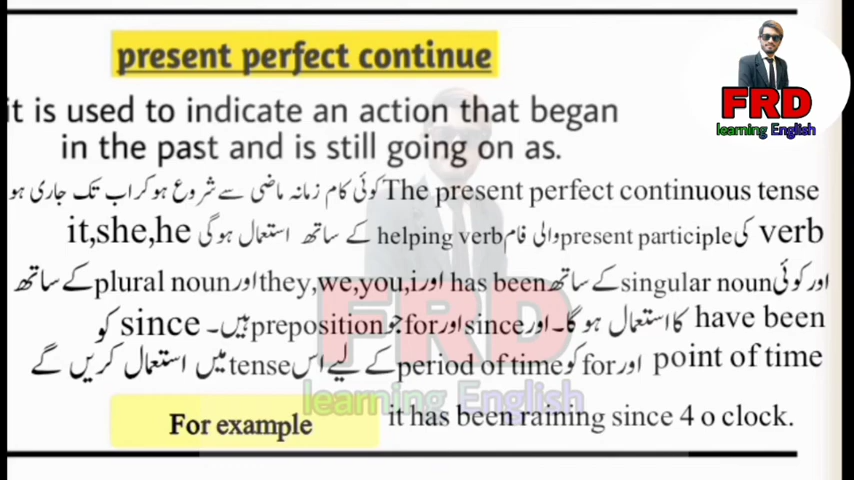 present perfect continue
FRD
learning English
it is used to indicate an action that began
in the past and is still going on as.
The present perfect continuous tense کوئی کام زمانہ ماضی سے شروع ہو کر اب تک جاری ہو
verb کی present participle والی فام helping verb کے ساتھ استعمال ہوگی it,she,he
اور کوئی singular noun کے ساتھ has been اور they,we,you,i اور plural noun کے ساتھ
have been کا استعمال ہو گا۔ اور since اور for جو preposition ہیں۔ since کو
point of time اور for کو period of time کے لیے اس tense میں استعمال کریں گے
FRD
learning English
For example
it has been raining since 4 o clock.